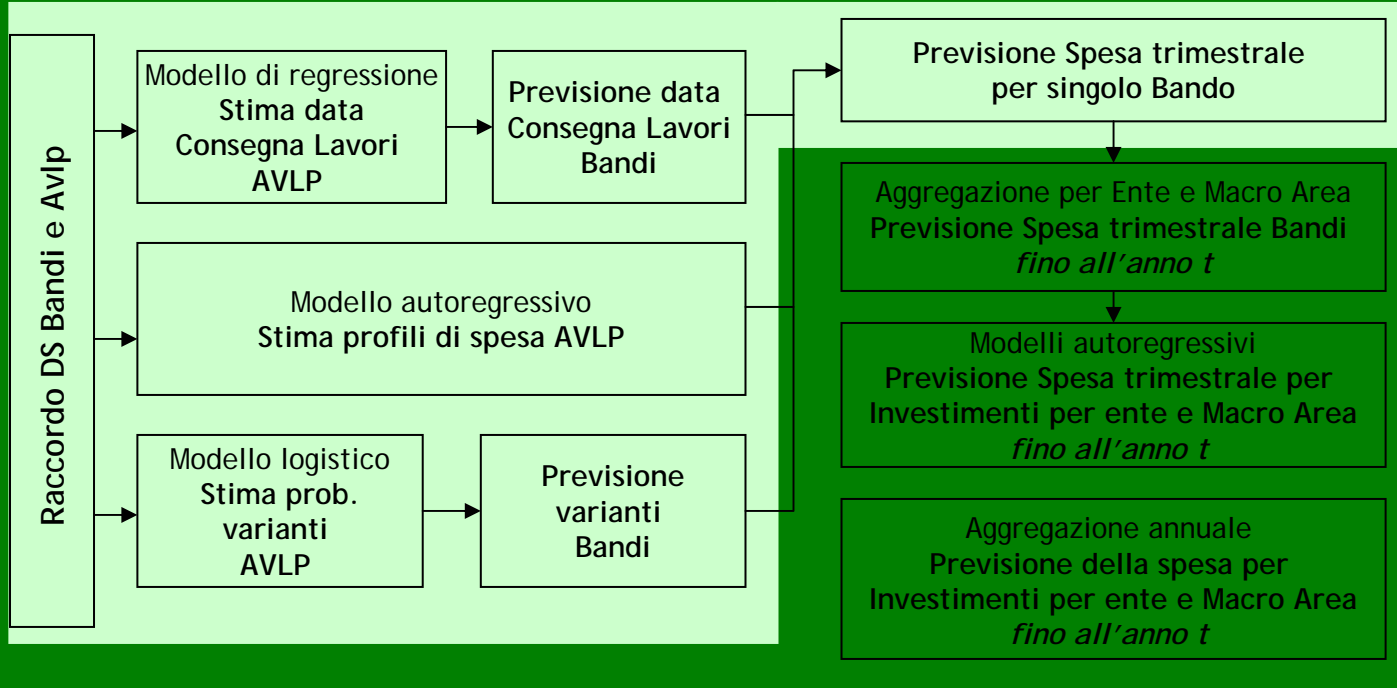 Raccordo DS Bandi e Avlp
Modello di regressione
Stima data
Consegna Lavori
AVLP
Previsione data
Consegna Lavori
Bandi
Modello autoregressivo
Stima profili di spesa AVLP
Modello logistico
Stima prob.
varianti
AVLP
Previsione
varianti
Bandi
Previsione Spesa trimestrale
per singolo Bando
Aggregazione per Ente e Macro Area
Previsione Spesa trimestrale Bandi
fino all'anno t
Modelli autoregressivi
Previsione Spesa trimestrale per
Investimenti per ente e Macro Area
fino all'anno t
Aggregazione annuale
Previsione della spesa per
Investimenti per ente e Macro Area
fino all'anno t